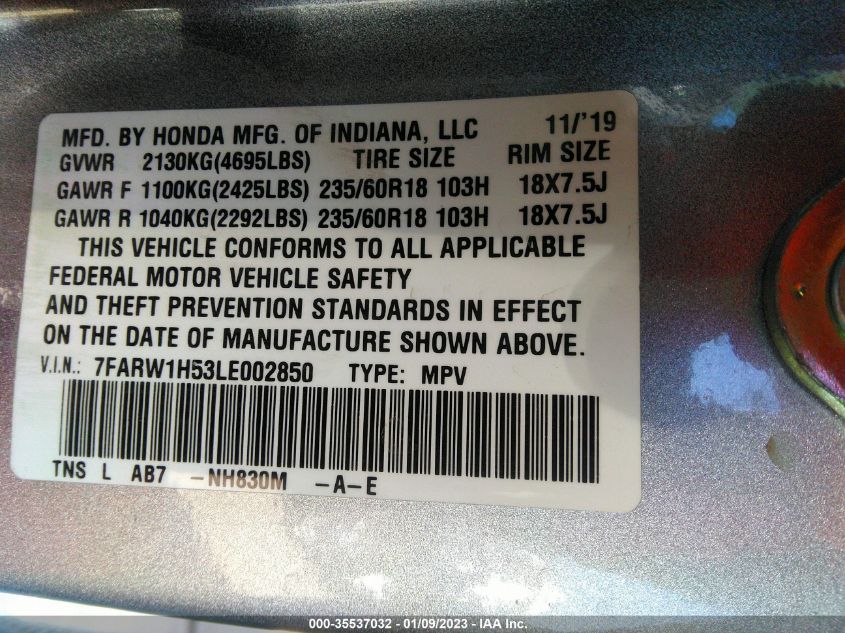 MFD. BY HONDA MFG. OF INDIANA, LLC 11/'19
GVWR 2130KG(4695LBS) TIRE SIZE RIM SIZE
GAWR F 1100KG(2425LBS) 235/60R18 103H 18X7.5J
GAWR R 1040KG(2292LBS) 235/60R18 103H 18X7.5J
THIS VEHICLE CONFORMS TO ALL APPLICABLE
FEDERAL MOTOR VEHICLE SAFETY
AND THEFT PREVENTION STANDARDS IN EFFECT
ON THE DATE OF MANUFACTURE SHOWN ABOVE.
V.I.N.: 7FARW1H53LE002850 TYPE: MPV
TNS L AB7 -NH830M -A-E
000-35537032 - 01/09/2023 - IAA Inc.